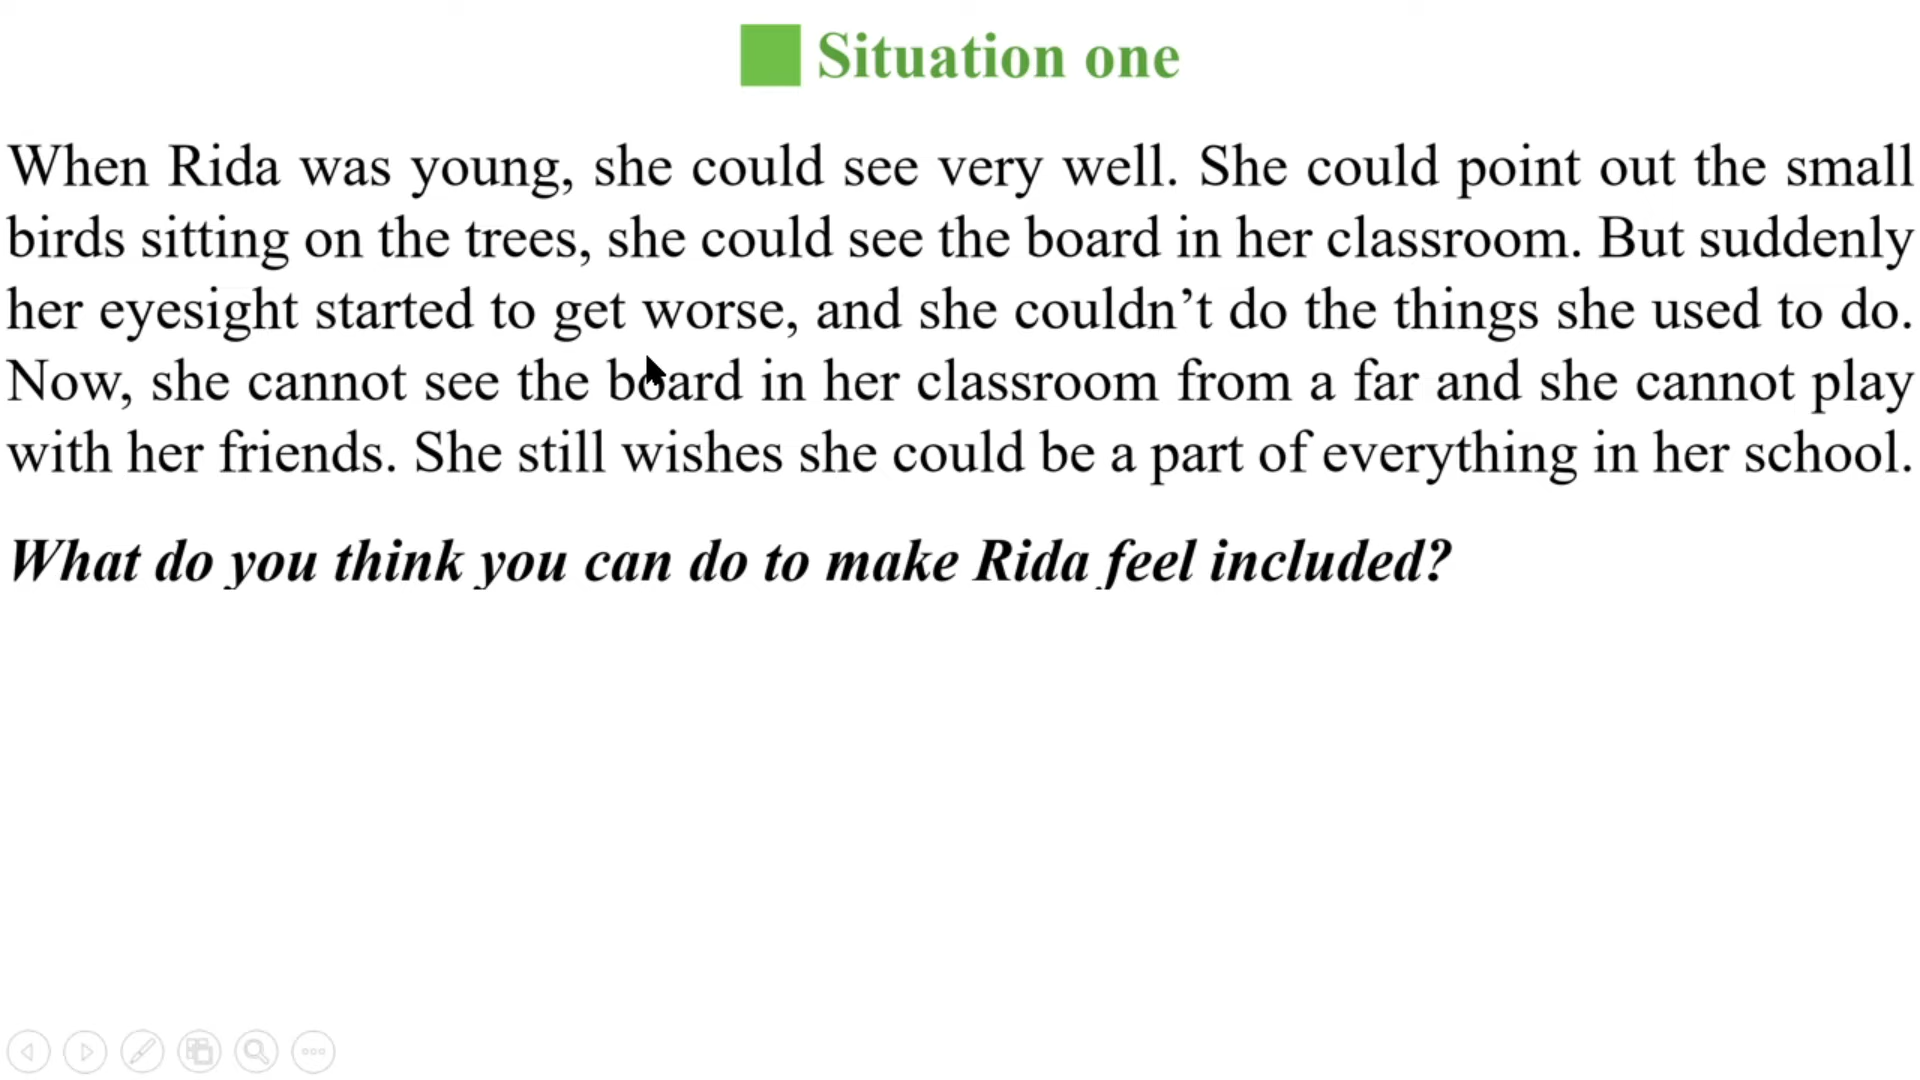 Situation one
When Rida was young, she could see very well. She could point out the small
birds sitting on the trees, she could see the board in her classroom. But suddenly
her eyesight started to get worse, and she couldn’t do the things she used to do.
Now, she cannot see the board in her classroom from a far and she cannot play
with her friends. She still wishes she could be a part of everything in her school.
What do you think you can do to make Rida feel included?